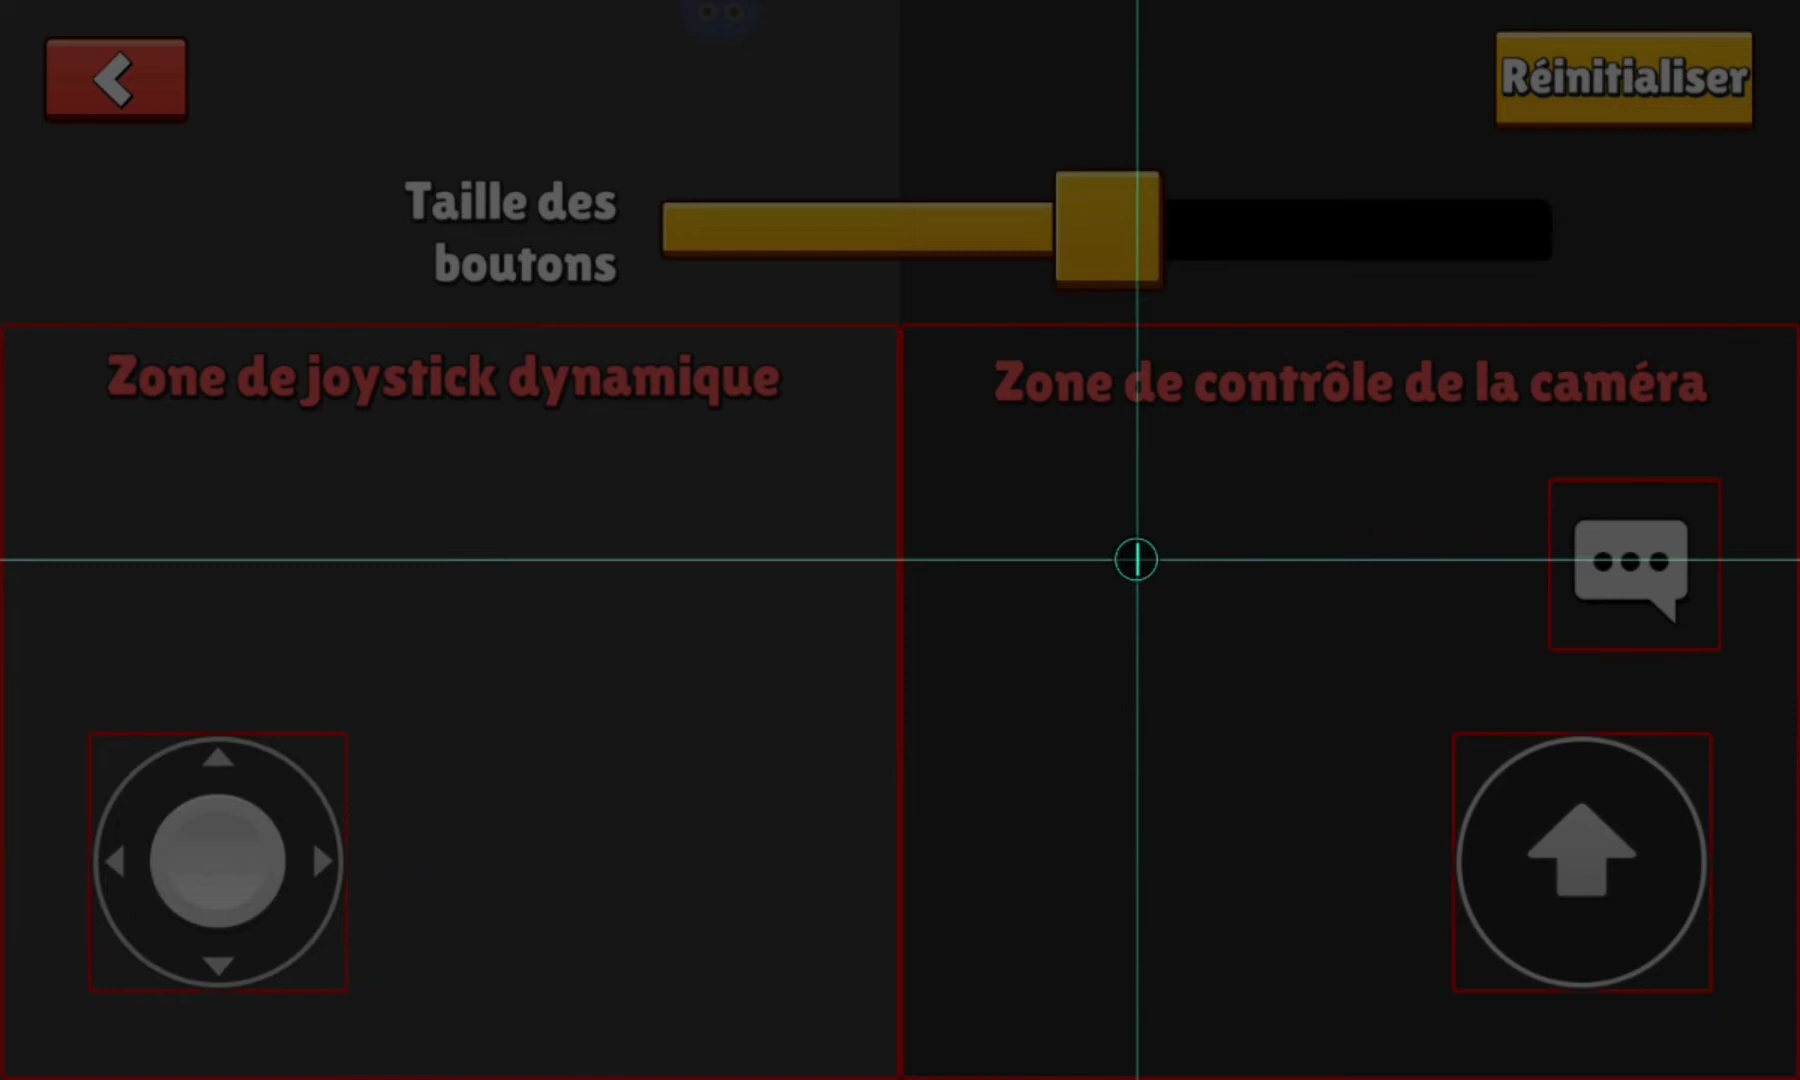 Réinitialiser
Taille des
boutons
Zone de joystick dynamique
Zone de contrôle de la caméra